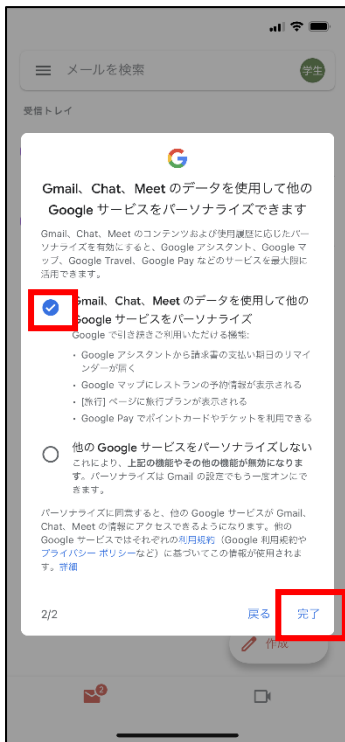 メールを検索
学生
受信トレイ
Gmail、Chat、Meet のデータを使用して他の
Google サービスをパーソナライズできます
Gmail、Chat、Meet のコンテンツおよび使用履歴に応じたパー
ソナライズを有効にすると、Google アシスタント、Google マ
ップ、Google Travel、Google Pay などのサービスを最大限に
活用できます。
Gmail、Chat、Meet のデータを使用して他の
Google サービスをパーソナライズ
Google で引き続きご利用いただける機能:
・Google アシスタントから請求書の支払い期日のリマイ
ンダーが届く
・Google マップにレストランの予約情報が表示される
・[旅行] ページに旅行プランが表示される
・Google Pay でポイントカードやチケットを利用できる
他の Google サービスをパーソナライズしない
これにより、上記の機能やその他の機能が無効になりま
す。パーソナライズは Gmail の設定でもう一度オンにで
きます。
パーソナライズに同意すると、他の Google サービスが Gmail、
Chat、Meet の情報にアクセスできるようになります。他の
Google サービスではそれぞれの利用規約（Google 利用規約や
プライバシー ポリシーなど）に基づいてこの情報が使用されま
す。詳細
2/2
戻る
完了
作成
2